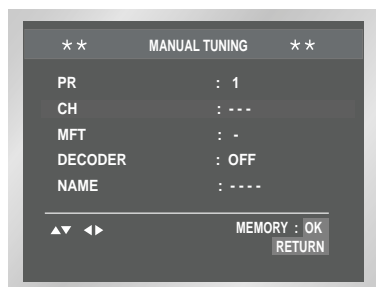 ** MANUAL TUNING **
PR : 1
CH : ---
MFT : -
DECODER : OFF
NAME : ----
▲▼ ◀▶ MEMORY : OK
RETURN